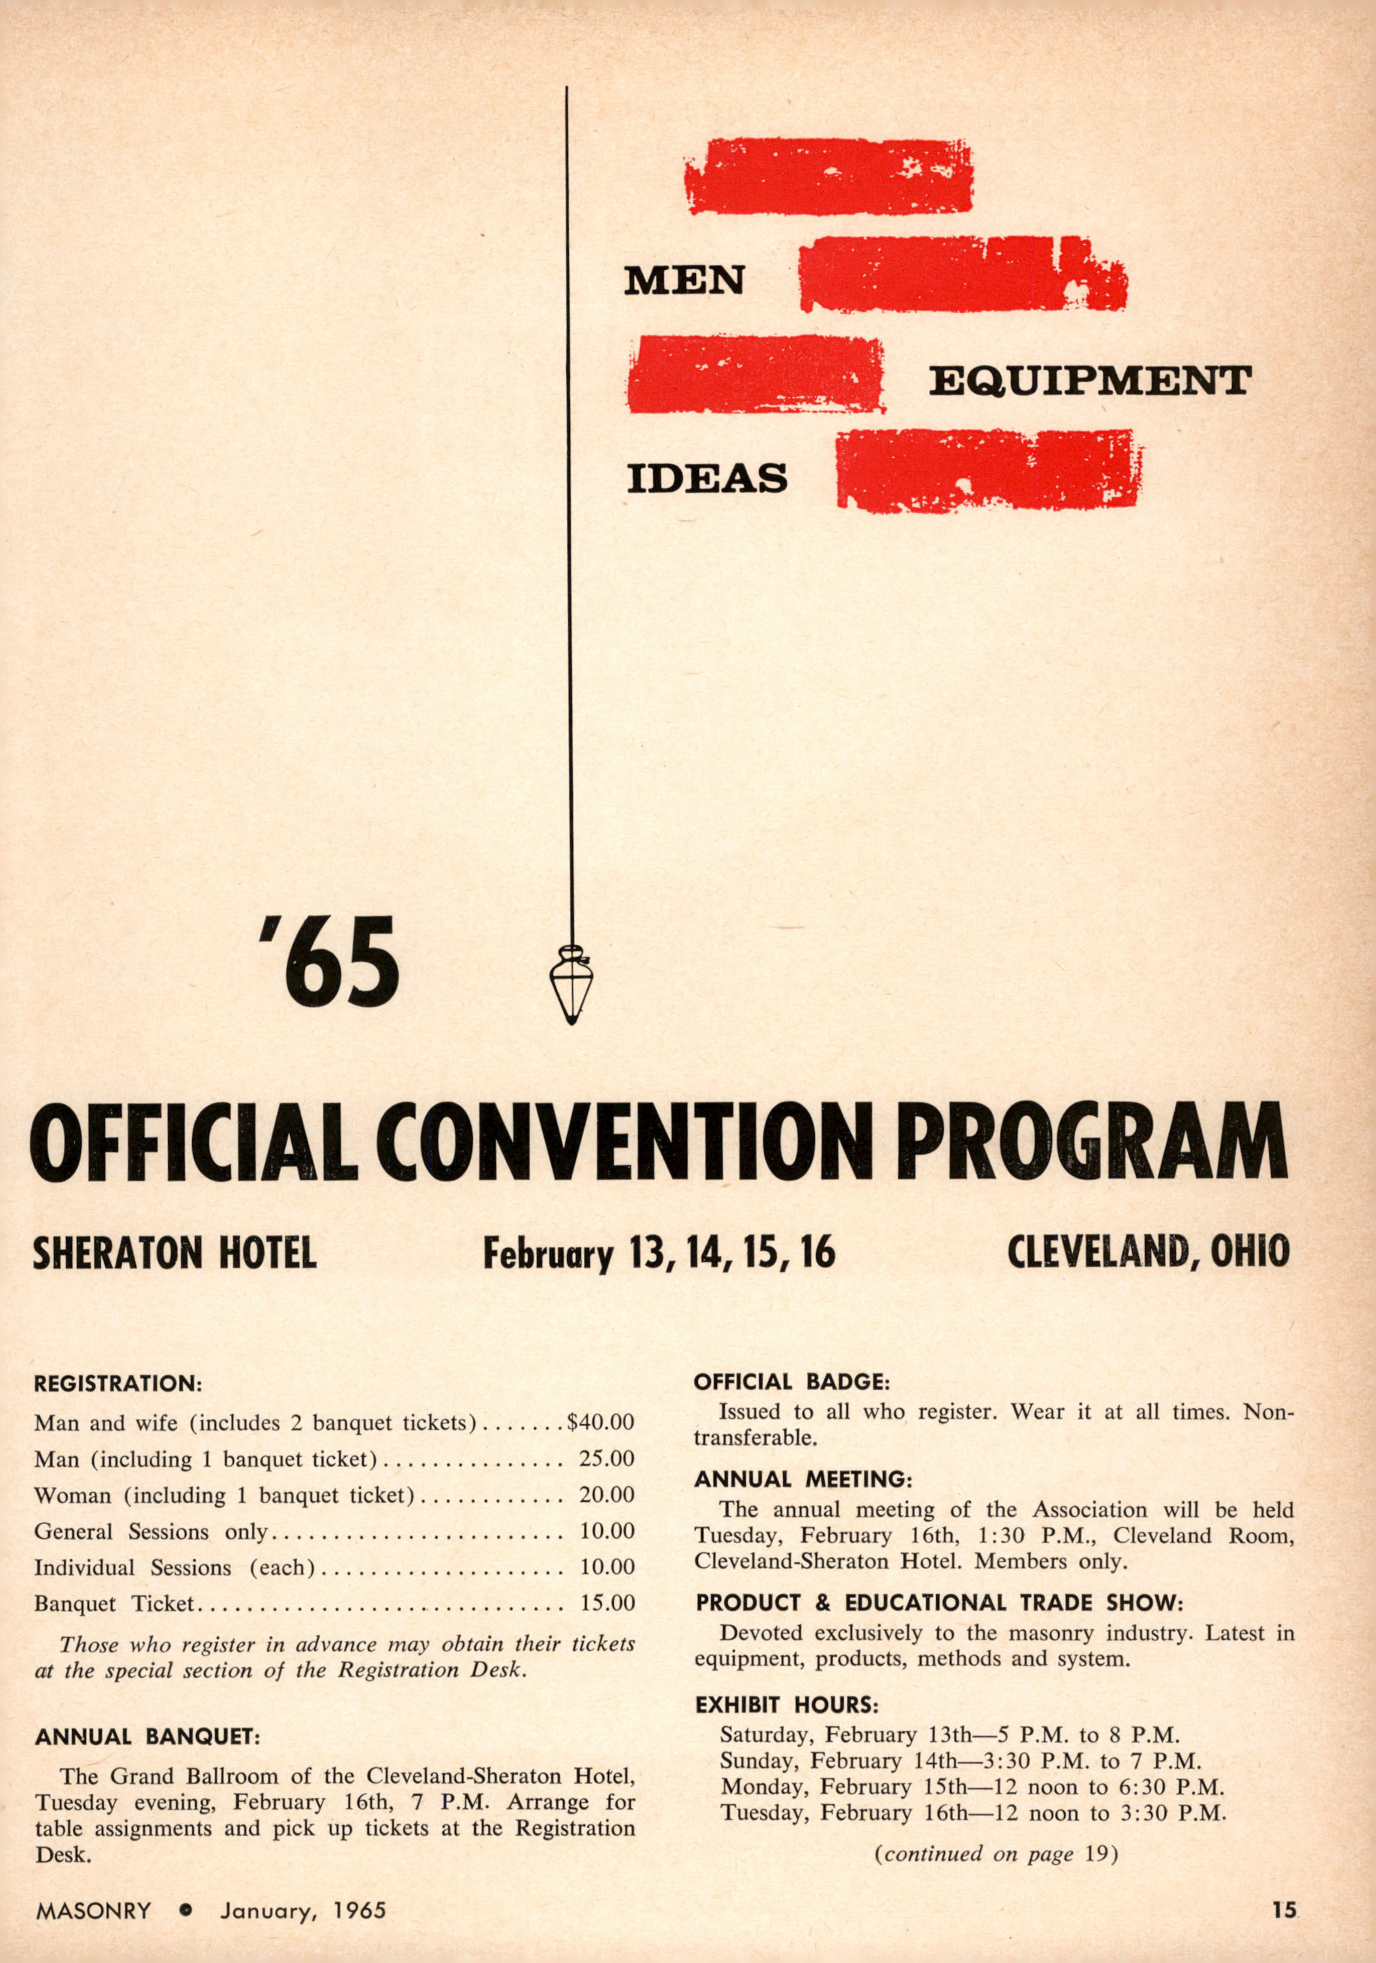 MEN
EQUIPMENT
IDEAS
'65
OFFICIAL CONVENTION PROGRAM
SHERATON HOTEL February 13, 14, 15, 16 CLEVELAND, OHIO
REGISTRATION:
Man and wife (includes 2 banquet tickets).......$40.00
Man (including 1 banquet ticket)............... 25.00
Woman (including 1 banquet ticket)............ 20.00
General Sessions only........................ 10.00
Individual Sessions (each).................... 10.00
Banquet Ticket.............................. 15.00
Those who register in advance may obtain their tickets
at the special section of the Registration Desk.
ANNUAL BANQUET:
The Grand Ballroom of the Cleveland-Sheraton Hotel,
Tuesday evening, February 16th, 7 P.M. Arrange for
table assignments and pick up tickets at the Registration
Desk.
OFFICIAL BADGE:
Issued to all who register. Wear it at all times. Non-
transferable.
ANNUAL MEETING:
The annual meeting of the Association will be held
Tuesday, February 16th, 1:30 P.M., Cleveland Room,
Cleveland-Sheraton Hotel. Members only.
PRODUCT & EDUCATIONAL TRADE SHOW:
Devoted exclusively to the masonry industry. Latest in
equipment, products, methods and system.
EXHIBIT HOURS:
Saturday, February 13th—5 P.M. to 8 P.M.
Sunday, February 14th—3:30 P.M. to 7 P.M.
Monday, February 15th—12 noon to 6:30 P.M.
Tuesday, February 16th—12 noon to 3:30 P.M.
(continued on page 19)
MASONRY • January, 1965 15